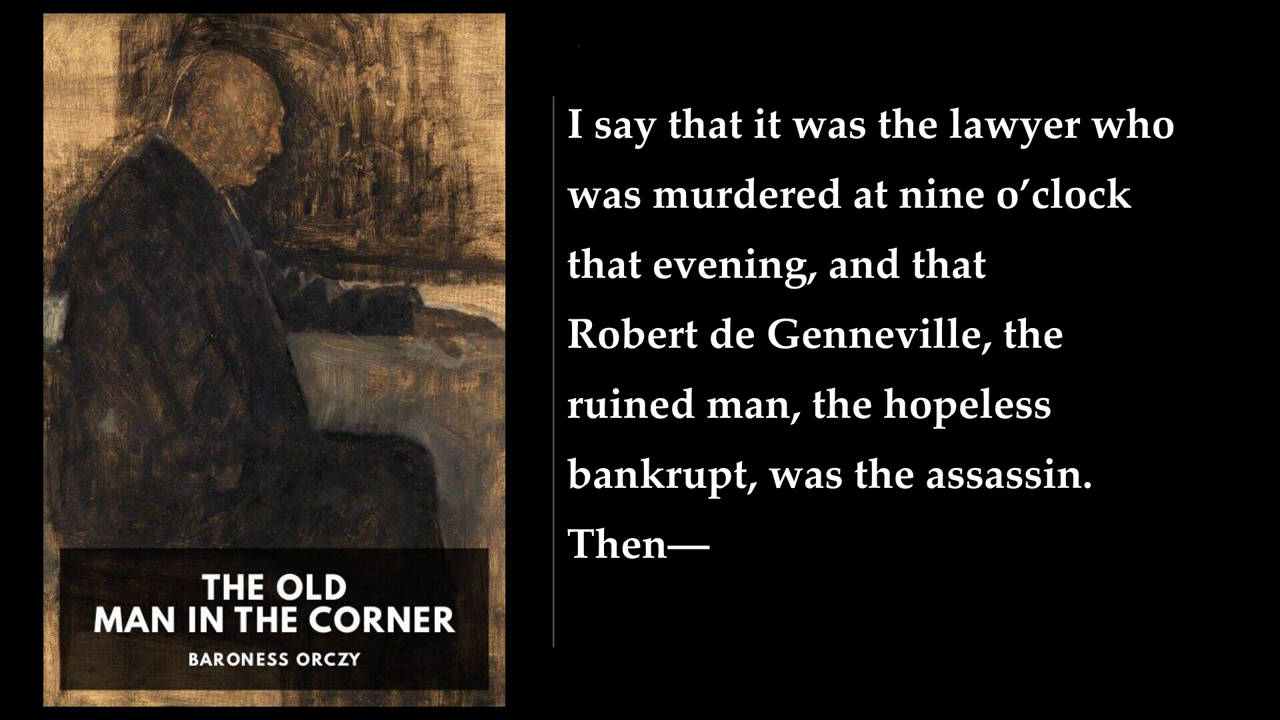 I say that it was the lawyer who
was murdered at nine o’clock
that evening, and that
Robert de Genneville, the
ruined man, the hopeless
bankrupt, was the assassin.
Then—
THE OLD
MAN IN THE CORNER
BARONESS ORCZY